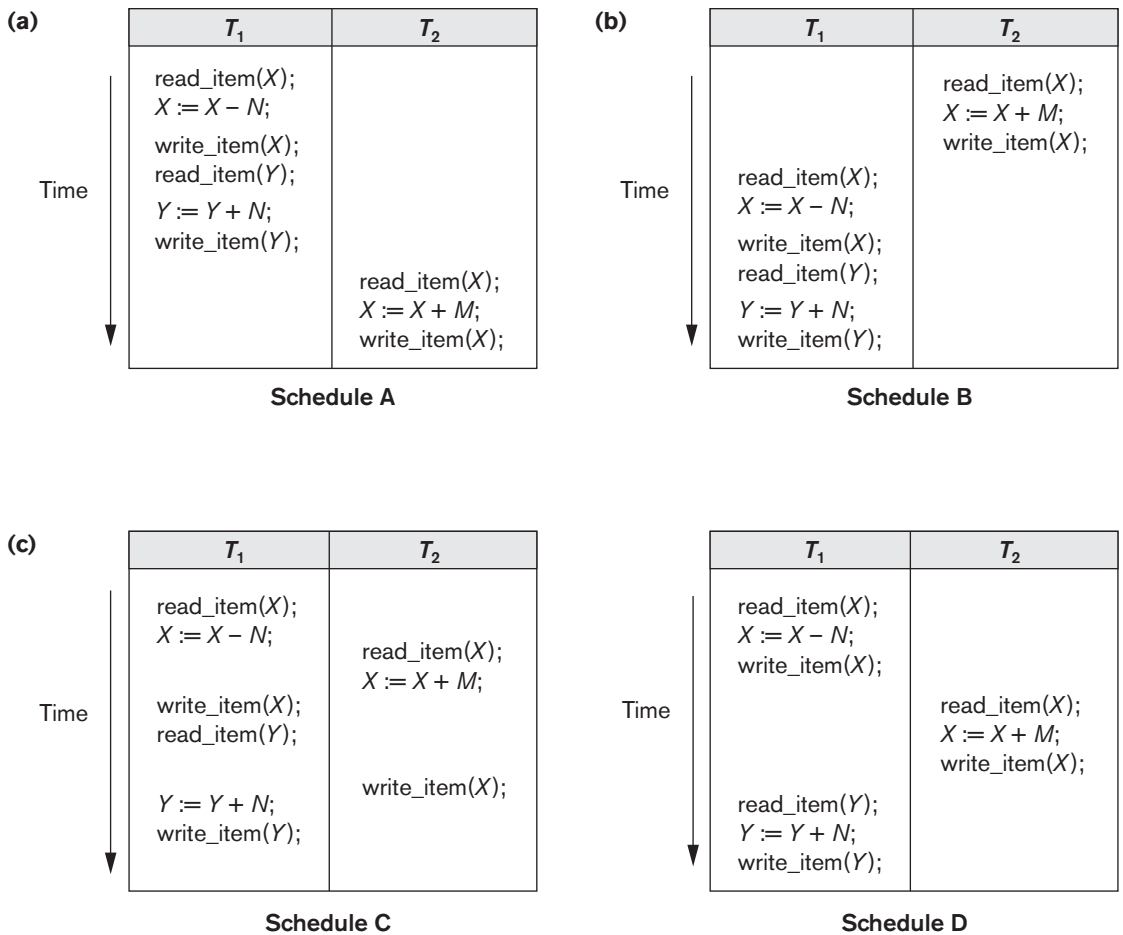 (a)
T1 T2
read_item(X);
X := X − N;
write_item(X);
read_item(Y);
Time
Y := Y + N;
write_item(Y);
read_item(X);
X := X + M;
write_item(X);
Schedule A
(b)
T1 T2
read_item(X);
X := X + M;
write_item(X);
Time
read_item(X);
X := X − N;
write_item(X);
read_item(Y);
Y := Y + N;
write_item(Y);
Schedule B
(c)
T1 T2
read_item(X);
X := X − N;
read_item(X);
X := X + M;
Time
write_item(X);
read_item(Y);
write_item(X);
Y := Y + N;
write_item(Y);
Schedule C
T1 T2
read_item(X);
X := X − N;
write_item(X);
Time
read_item(X);
X := X + M;
write_item(X);
read_item(Y);
Y := Y + N;
write_item(Y);
Schedule D